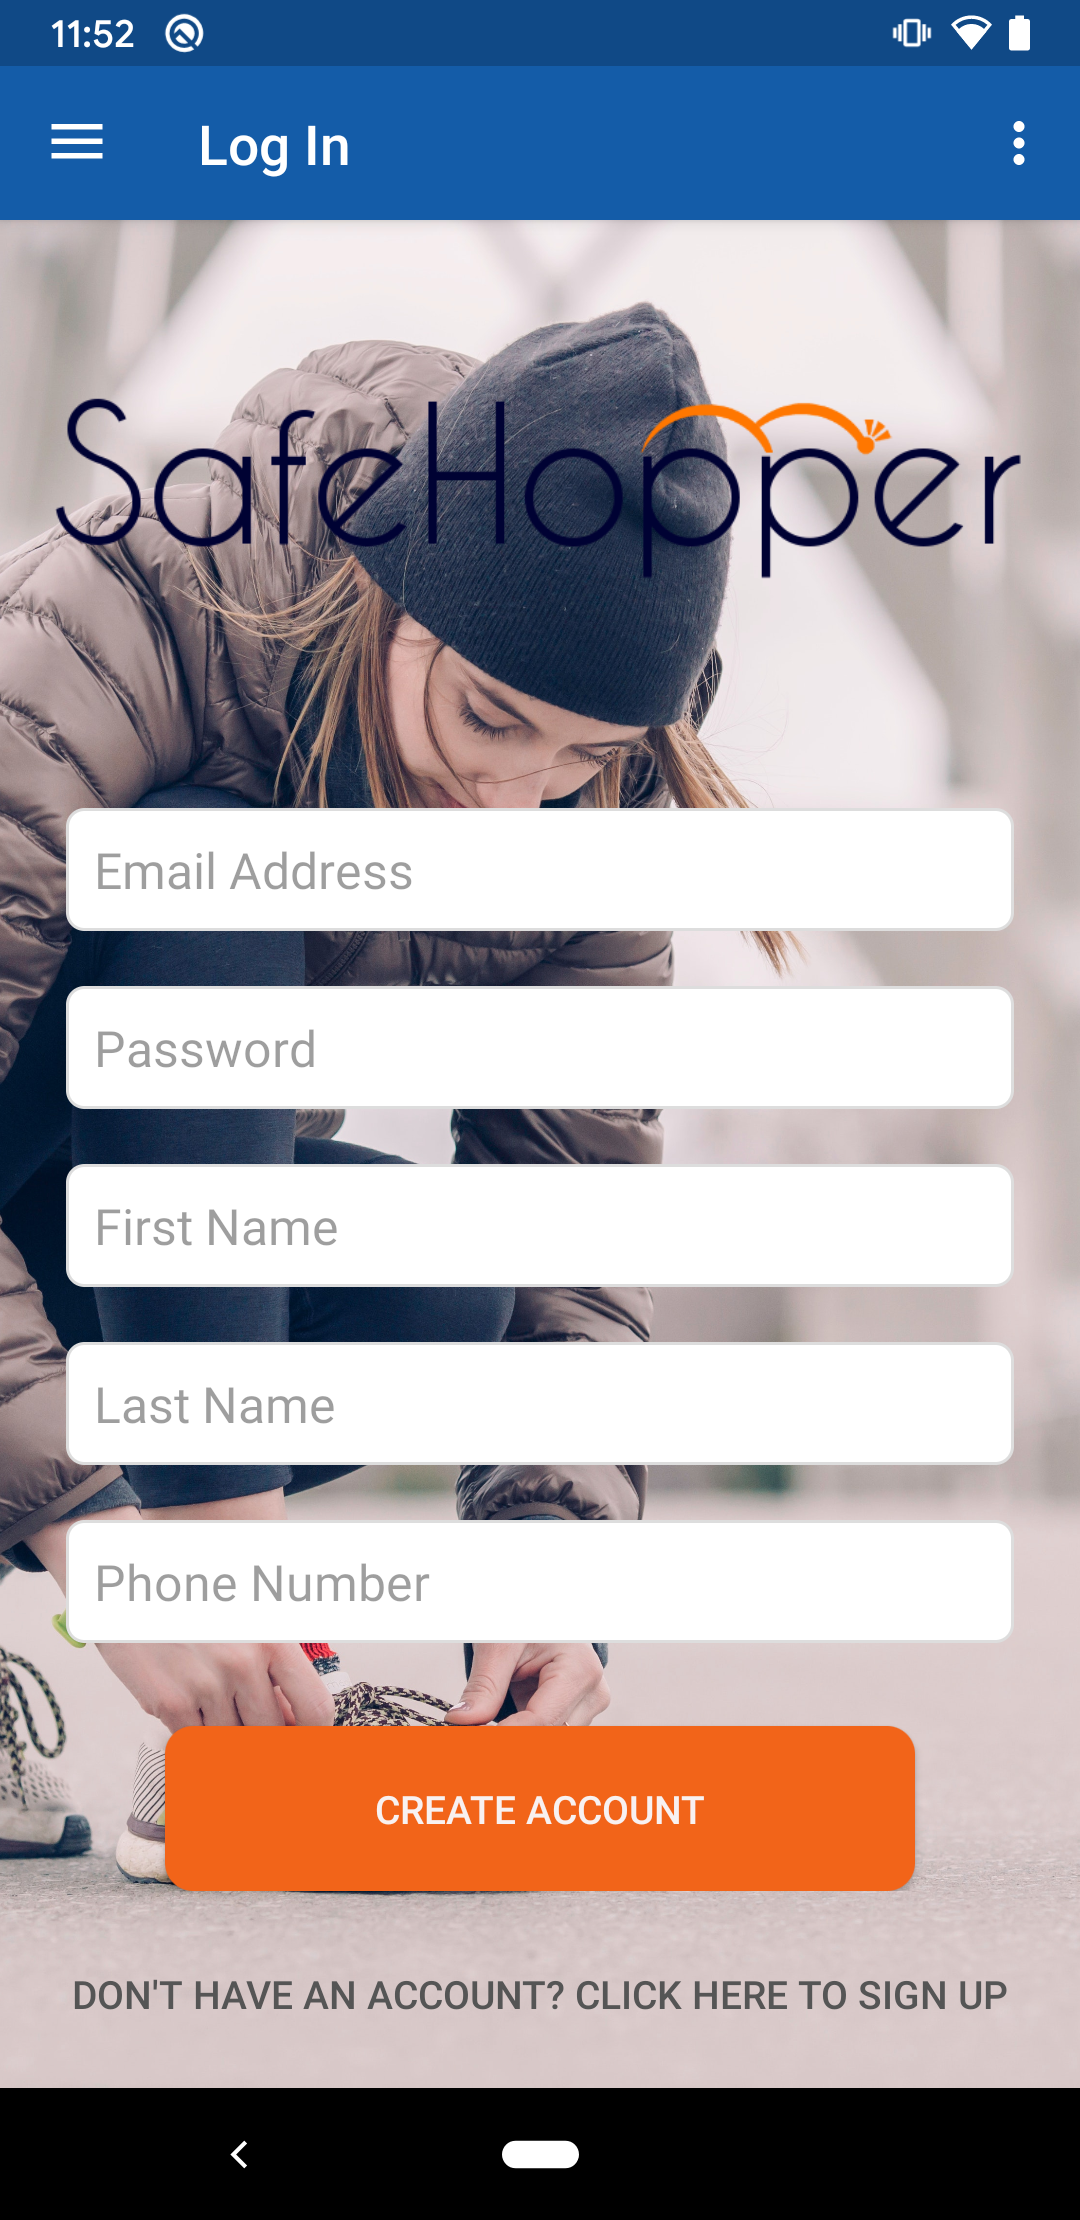 11:52
Log In
SafeHopper
Email Address
Password
First Name
Last Name
Phone Number
CREATE ACCOUNT
DON'T HAVE AN ACCOUNT? CLICK HERE TO SIGN UP